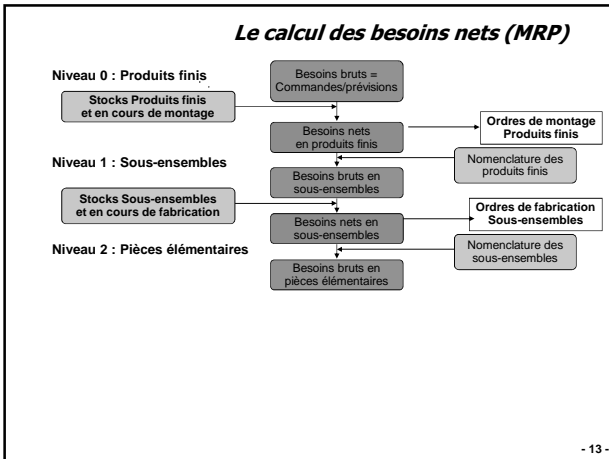 Le calcul des besoins nets (MRP)
Niveau 0 : Produits finis
Besoins bruts =
Commandes/prévisions
Stocks Produits finis
et en cours de montage
Besoins nets
en produits finis
Ordres de montage
Produits finis
Nomenclature des
produits finis
Niveau 1 : Sous-ensembles
Besoins bruts en
sous-ensembles
Stocks Sous-ensembles
et en cours de fabrication
Besoins nets en
sous-ensembles
Ordres de fabrication
Sous-ensembles
Nomenclature des
sous-ensembles
Niveau 2 : Pièces élémentaires
Besoins bruts en
pièces élémentaires
- 13 -